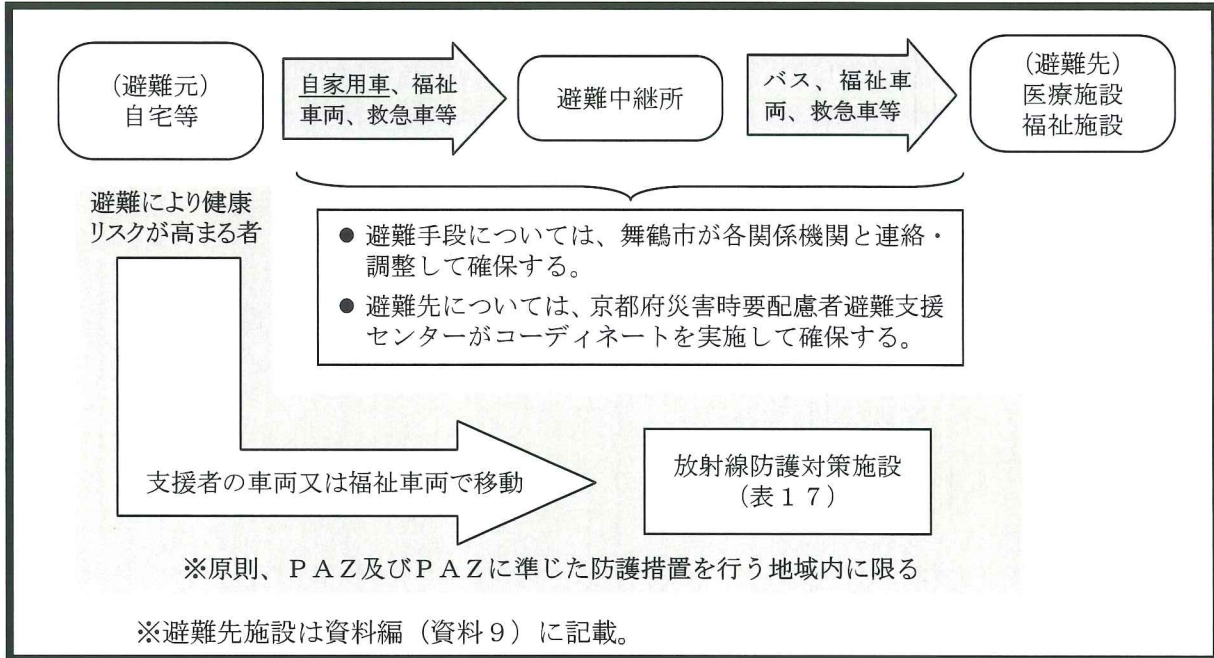 (避難元)
自宅等
自家用車、福祉
車両、救急車等
避難中継所
バス、福祉車
両、救急車等
(避難先)
医療施設
福祉施設
避難により健康
リスクが高まる者
● 避難手段については、舞鶴市が各関係機関と連絡・
調整して確保する。
● 避難先については、京都府災害時要配慮者避難支援
センターがコーディネートを実施して確保する。
支援者の車両又は福祉車両で移動
放射線防護対策施設
(表17)
※原則、PAZ及びPAZに準じた防護措置を行う地域内に限る
※避難先施設は資料編(資料9)に記載。